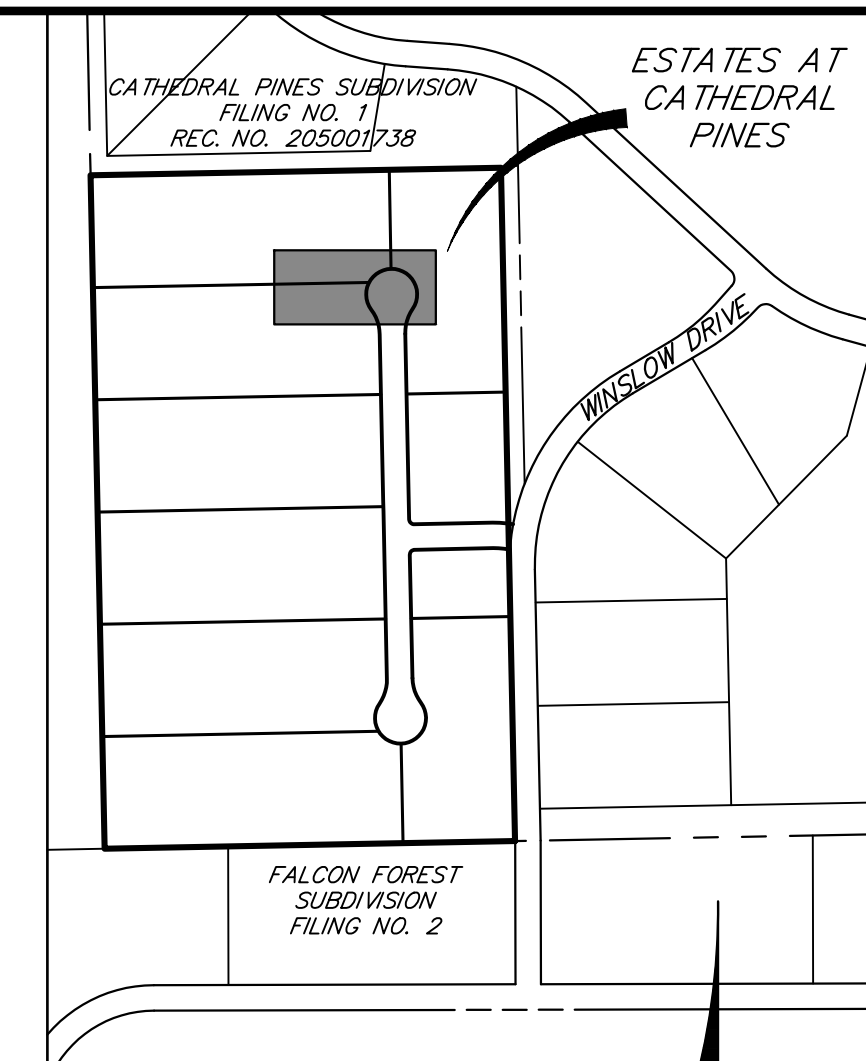 ESTATES AT
CATHEDRAL
PINES
CATHEDRAL PINES SUBDIVISION
FILING NO. 1
REC. NO. 205001738
WINSLOW DRIVE
FALCON FOREST
SUBDIVISION
FILING NO. 2